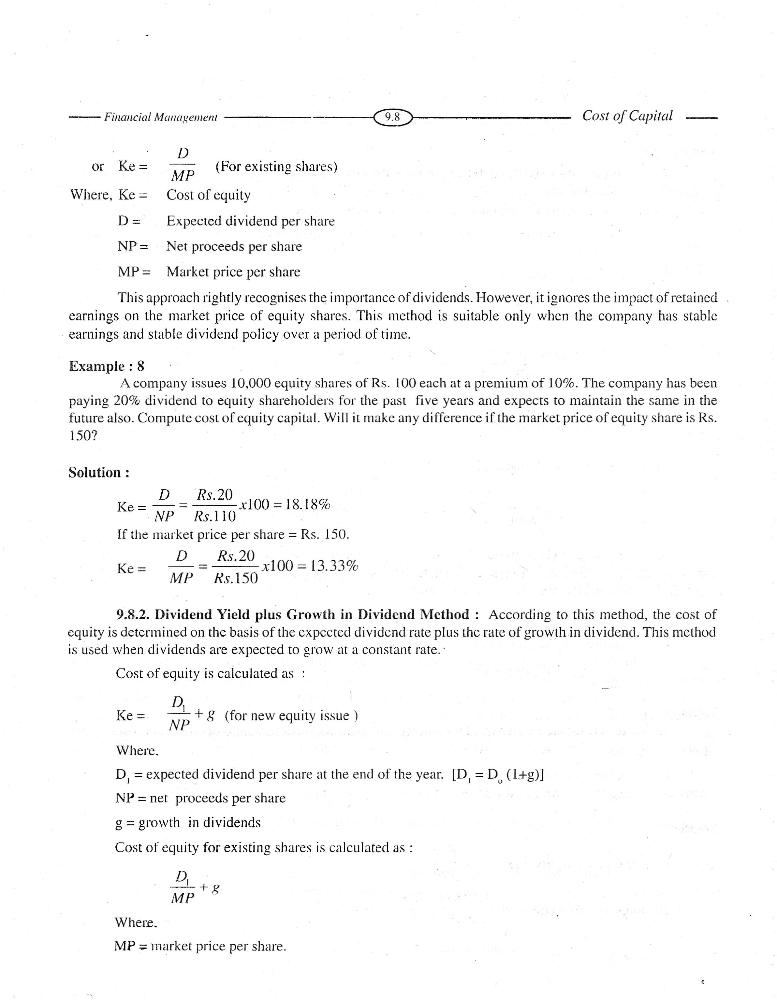 Financial Management 9.8 Cost of Capital
or Ke = D / MP (For existing shares)
Where, Ke = Cost of equity
D = Expected dividend per share
NP = Net proceeds per share
MP = Market price per share
This approach rightly recognises the importance of dividends. However, it ignores the impact of retained
earnings on the market price of equity shares. This method is suitable only when the company has stable
earnings and stable dividend policy over a period of time.
Example : 8
A company issues 10,000 equity shares of Rs. 100 each at a premium of 10%. The company has been
paying 20% dividend to equity shareholders for the past five years and expects to maintain the same in the
future also. Compute cost of equity capital. Will it make any difference if the market price of equity share is Rs.
150?
Solution :
Ke = D / NP = Rs.20 / Rs.110 x100 = 18.18%
If the market price per share = Rs. 150.
Ke = D / MP = Rs.20 / Rs.150 x100 = 13.33%
9.8.2. Dividend Yield plus Growth in Dividend Method : According to this method, the cost of
equity is determined on the basis of the expected dividend rate plus the rate of growth in dividend. This method
is used when dividends are expected to grow at a constant rate.
Cost of equity is calculated as :
Ke = D₁ / NP + g (for new equity issue )
Where.
D₁ = expected dividend per share at the end of the year. [D₁ = Dₒ (1+g)]
NP = net proceeds per share
g = growth in dividends
Cost of equity for existing shares is calculated as :
D₁ / MP + g
Where.
MP = market price per share.